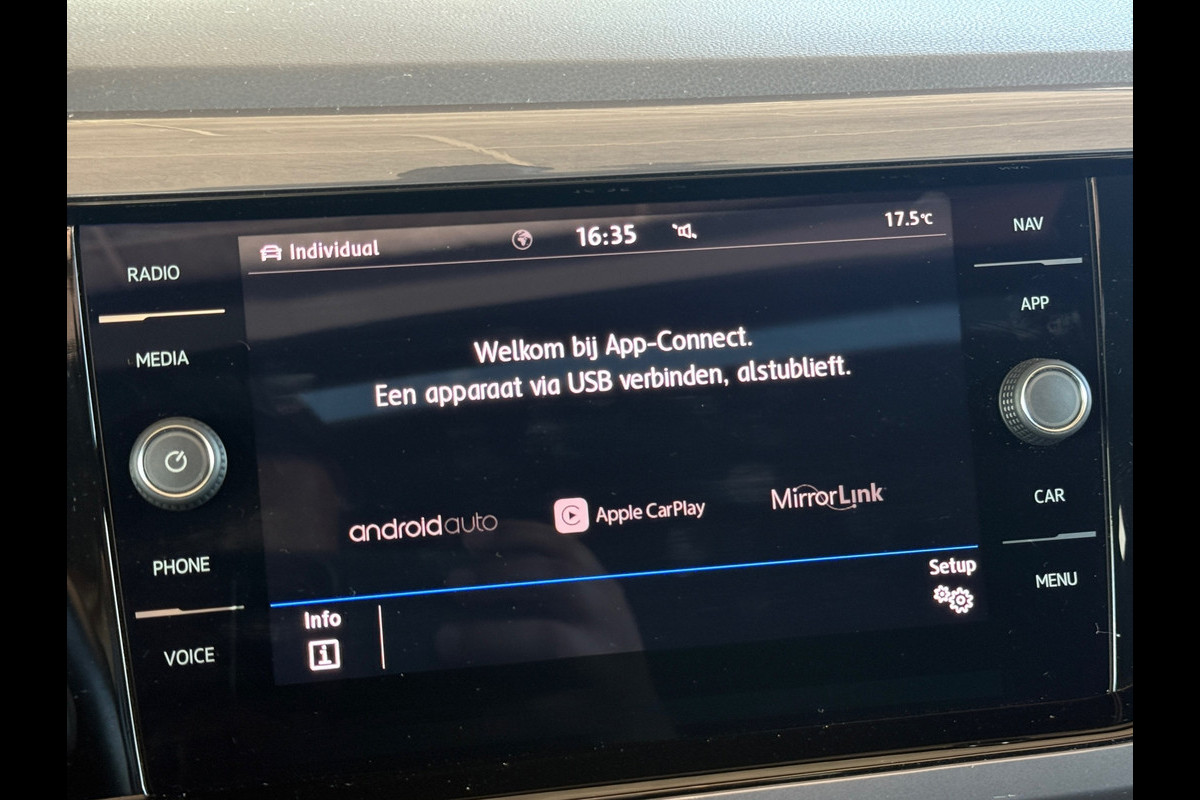 Individual 16:35 17.5°C
RADIO
MEDIA
PHONE
VOICE
Welkom bij App-Connect.
Een apparaat via USB verbinden, alstublieft.
androidauto Apple CarPlay MirrorLink
Info
Setup
NAV
APP
CAR
MENU